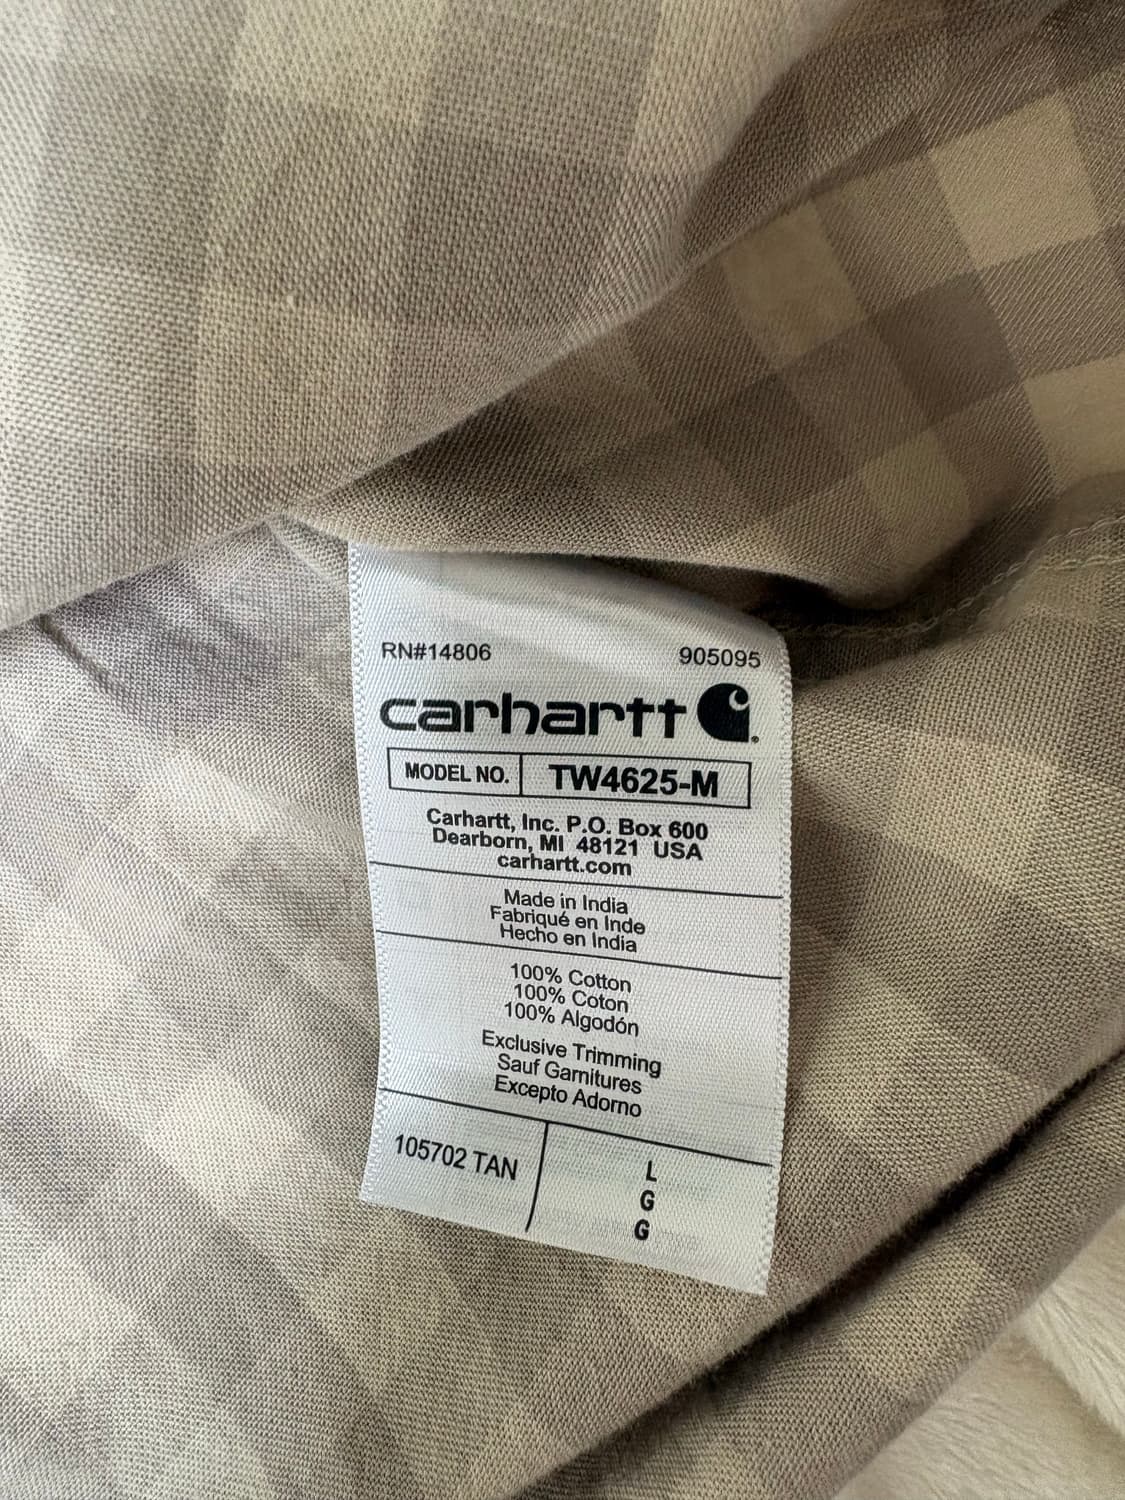 RN#14806 905095
carhartt
MODEL NO. TW4625-M
Carhartt, Inc. P.O. Box 600
Dearborn, MI 48121 USA
carhartt.com
Made in India
Fabriqué en Inde
Hecho en India
100% Cotton
100% Coton
100% Algodón
Exclusive Trimming
Sauf Garnitures
Excepto Adorno
105702 TAN
L
G
G